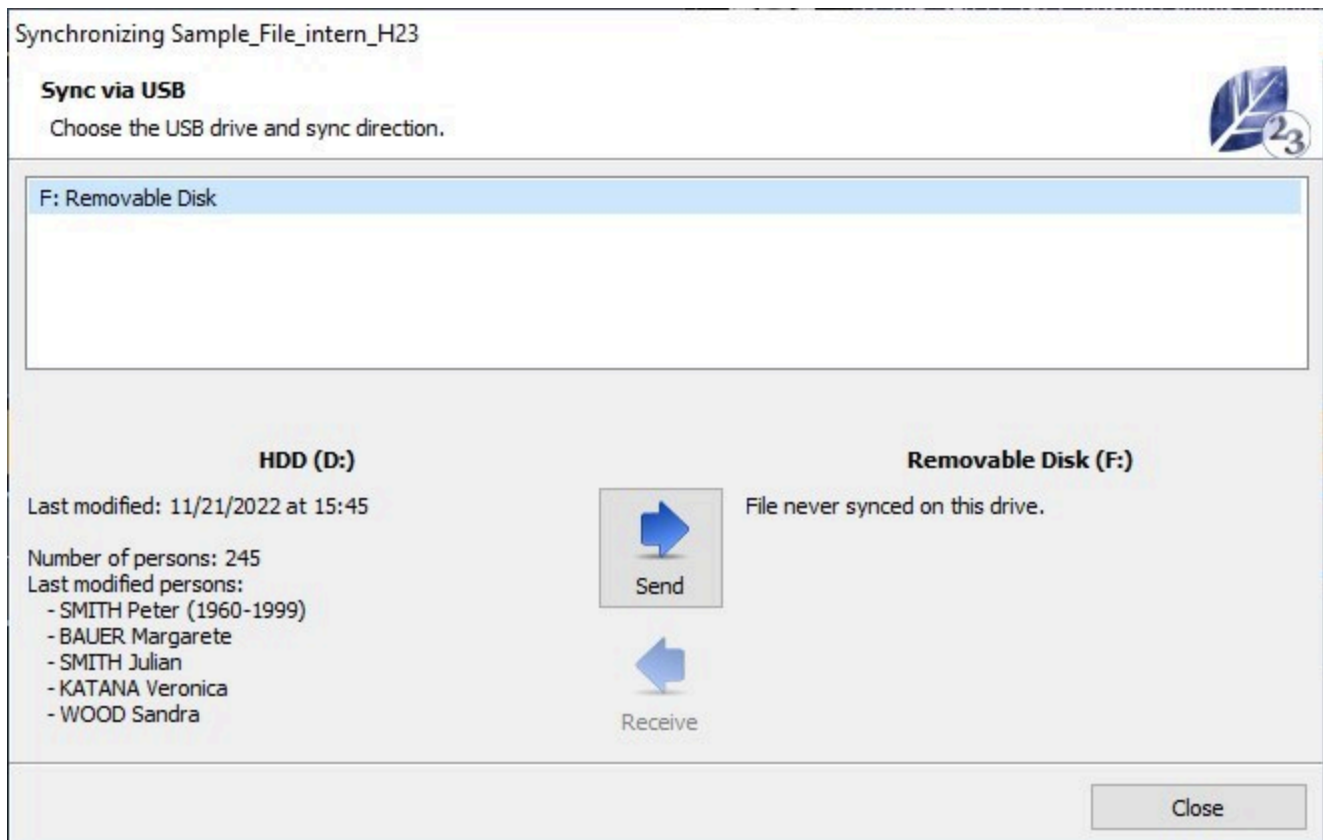 Synchronizing Sample_File_intern_H23
Sync via USB
Choose the USB drive and sync direction.
23
F: Removable Disk
HDD (D:)
Last modified: 11/21/2022 at 15:45
Number of persons: 245
Last modified persons:
- SMITH Peter (1960-1999)
- BAUER Margarete
- SMITH Julian
- KATANA Veronica
- WOOD Sandra
Send
Receive
Removable Disk (F:)
File never synced on this drive.
Close